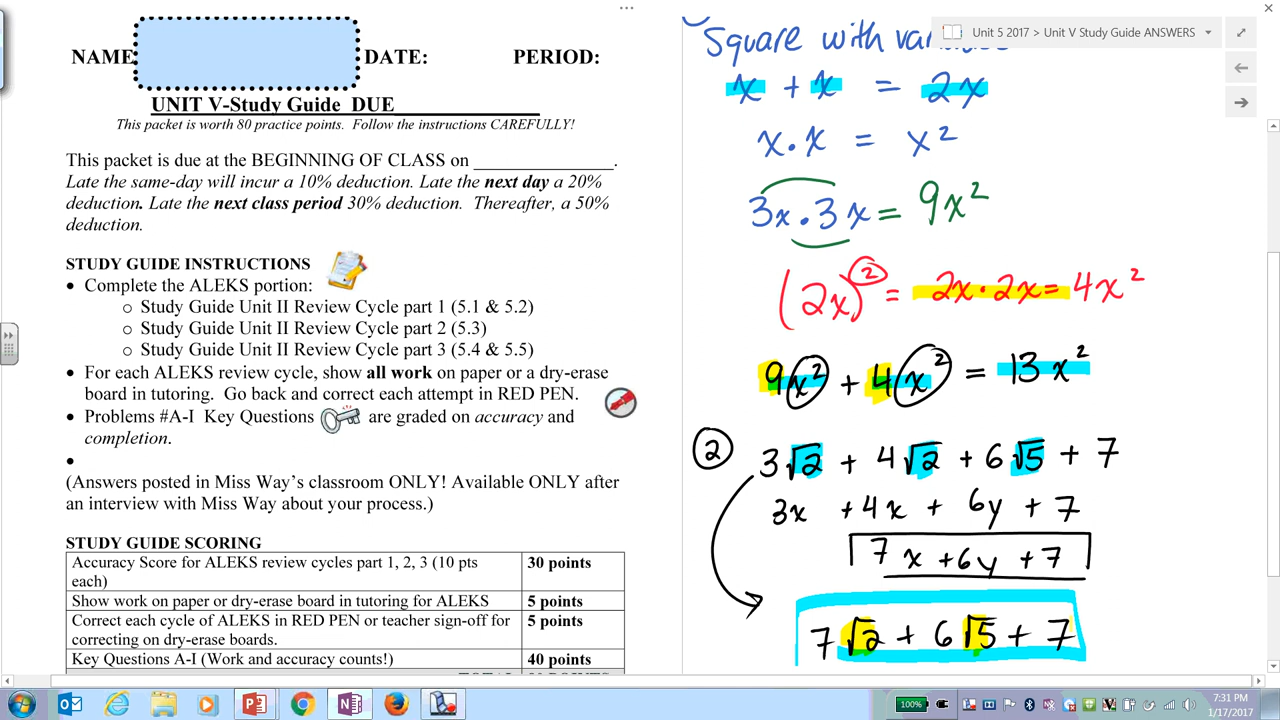 NAME DATE: PERIOD:
UNIT V-Study Guide DUE
This packet is worth 80 practice points. Follow the instructions CAREFULLY!
This packet is due at the BEGINNING OF CLASS on ______________.
Late the same-day will incur a 10% deduction. Late the next day a 20%
deduction. Late the next class period 30% deduction. Thereafter, a 50%
deduction.
STUDY GUIDE INSTRUCTIONS
• Complete the ALEKS portion:
o Study Guide Unit II Review Cycle part 1 (5.1 & 5.2)
o Study Guide Unit II Review Cycle part 2 (5.3)
o Study Guide Unit II Review Cycle part 3 (5.4 & 5.5)
• For each ALEKS review cycle, show all work on paper or a dry-erase
board in tutoring. Go back and correct each attempt in RED PEN.
• Problems #A-I Key Questions are graded on accuracy and
completion.
•
(Answers posted in Miss Way's classroom ONLY! Available ONLY after
an interview with Miss Way about your process.)
STUDY GUIDE SCORING
Accuracy Score for ALEKS review cycles part 1, 2, 3 (10 pts
each) 30 points
Show work on paper or dry-erase board in tutoring for ALEKS 5 points
Correct each cycle of ALEKS in RED PEN or teacher sign-off for
correcting on dry-erase boards. 5 points
Key Questions A-I (Work and accuracy counts!) 40 points
Unit 5 2017 > Unit V Study Guide ANSWERS
Square with
x + x = 2x
x · x = x²
3x · 3x = 9x²
(2x)² = 2x · 2x = 4x²
9x² + 4x² = 13x²
② 3√2 + 4√2 + 6√5 + 7
3x + 4x + 6y + 7
7x + 6y + 7
7√2 + 6√5 + 7
100%
7:31 PM
1/17/2017